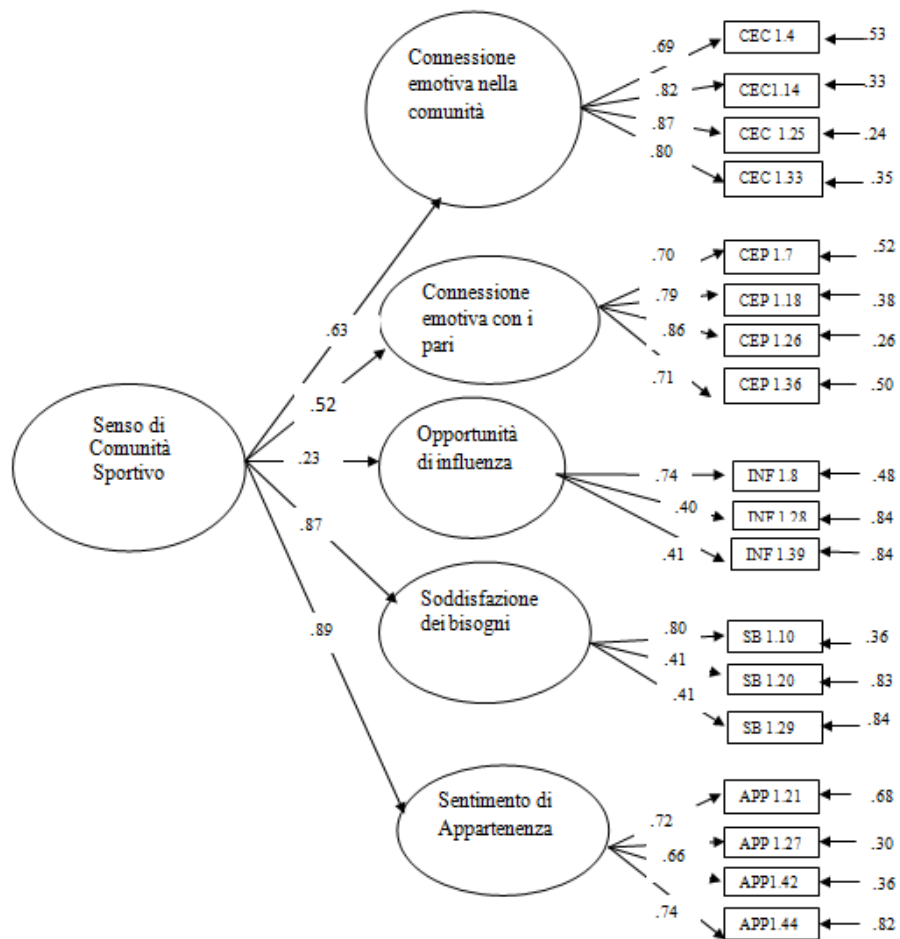 Connessione
emotiva nella
comunità
.69
.82
.87
.80
CEC 1.4
.53
CEC1.14
.33
CEC 1.25
.24
CEC 1.33
.35
Connessione
emotiva con i
pari
.70
.79
.86
.71
CEP 1.7
.52
CEP 1.18
.38
CEP 1.26
.26
CEP 1.36
.50
Senso di
Comunità
Sportivo
.63
.52
.23
.87
.89
Opportunità
di influenza
.74
.40
.41
INF 1.8
.48
INF 1.28
.84
INF 1.39
.84
Soddisfazione
dei bisogni
.80
.41
.41
SB 1.10
.36
SB 1.20
.83
SB 1.29
.84
Sentimento di
Appartenenza
.72
.66
.74
APP 1.21
.68
APP 1.27
.30
APP1.42
.36
APP1.44
.82